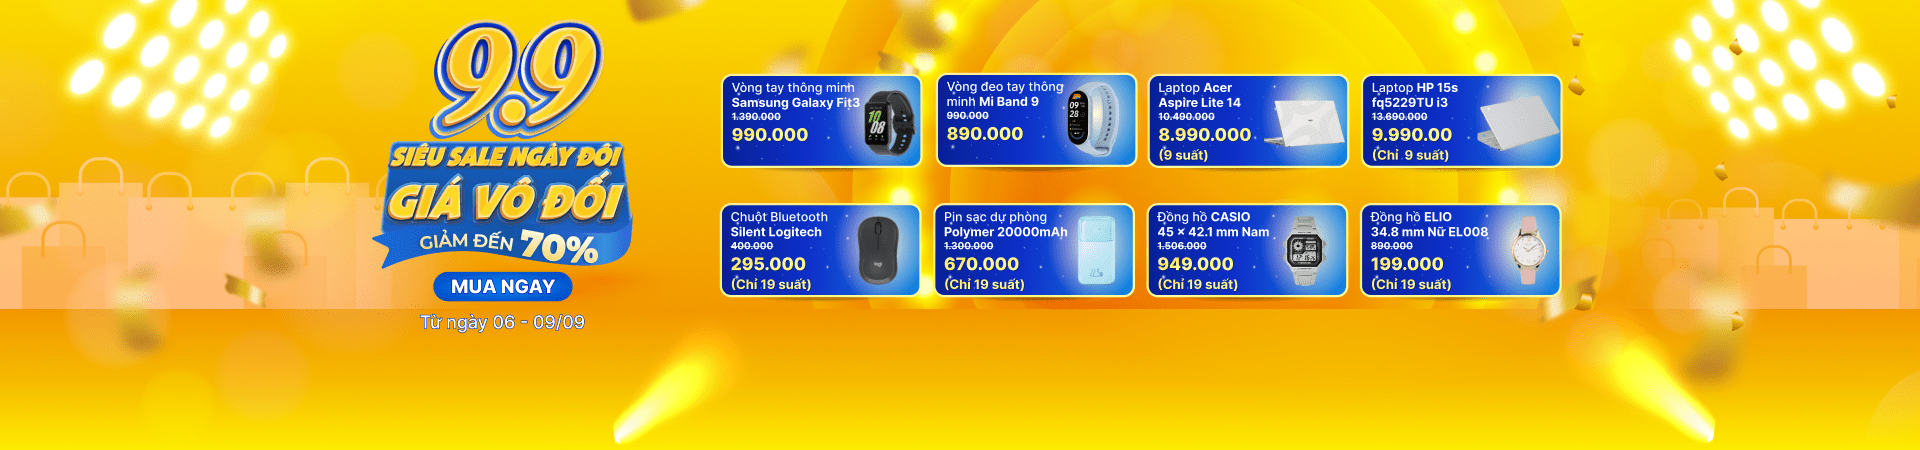 9.9
SIÊU SALE NGÀY ĐÔI
GIÁ VÔ ĐỐI
GIẢM ĐẾN 70%
MUA NGAY
Từ ngày 06 - 09/09
Vòng tay thông minh
Samsung Galaxy Fit3
1.390.000
990.000
Vòng đeo tay thông
minh Mi Band 9
990.000
890.000
Laptop Acer
Aspire Lite 14
10.490.000
8.990.000
(9 suất)
Laptop HP 15s
fq5229TU i3
13.690.000
9.990.00
(Chỉ 9 suất)
Chuột Bluetooth
Silent Logitech
400.000
295.000
(Chỉ 19 suất)
Pin sạc dự phòng
Polymer 20000mAh
1.300.000
670.000
(Chỉ 19 suất)
Đồng hồ CASIO
45 × 42.1 mm Nam
1.506.000
949.000
(Chỉ 19 suất)
Đồng hồ ELIO
34.8 mm Nữ EL008
890.000
199.000
(Chỉ 19 suất)